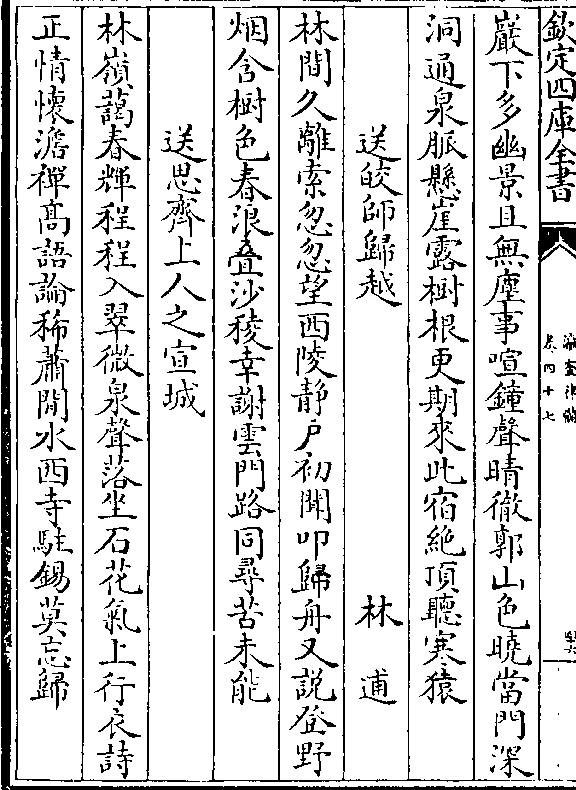 欽定四庫全書
瀛奎律髓
卷四十七
巖下多幽景且無塵事喧鐘聲晴徹郭山色曉當門深
洞通泉脈懸崖露樹根更期來此宿絶頂聽寒猿
送皎師歸越 林逋
林間久離索忽忽望西陵静户初聞叩歸舟又説登野
烟含樹色春浪叠沙稜幸謝雲門路同尋苦未能
送思齊上人之宣城
林嶺藹春輝程程入翠微泉聲落坐石花氣上行衣詩
正情懷澹禪髙語論稀蕭閒水西寺駐錫莫忘歸